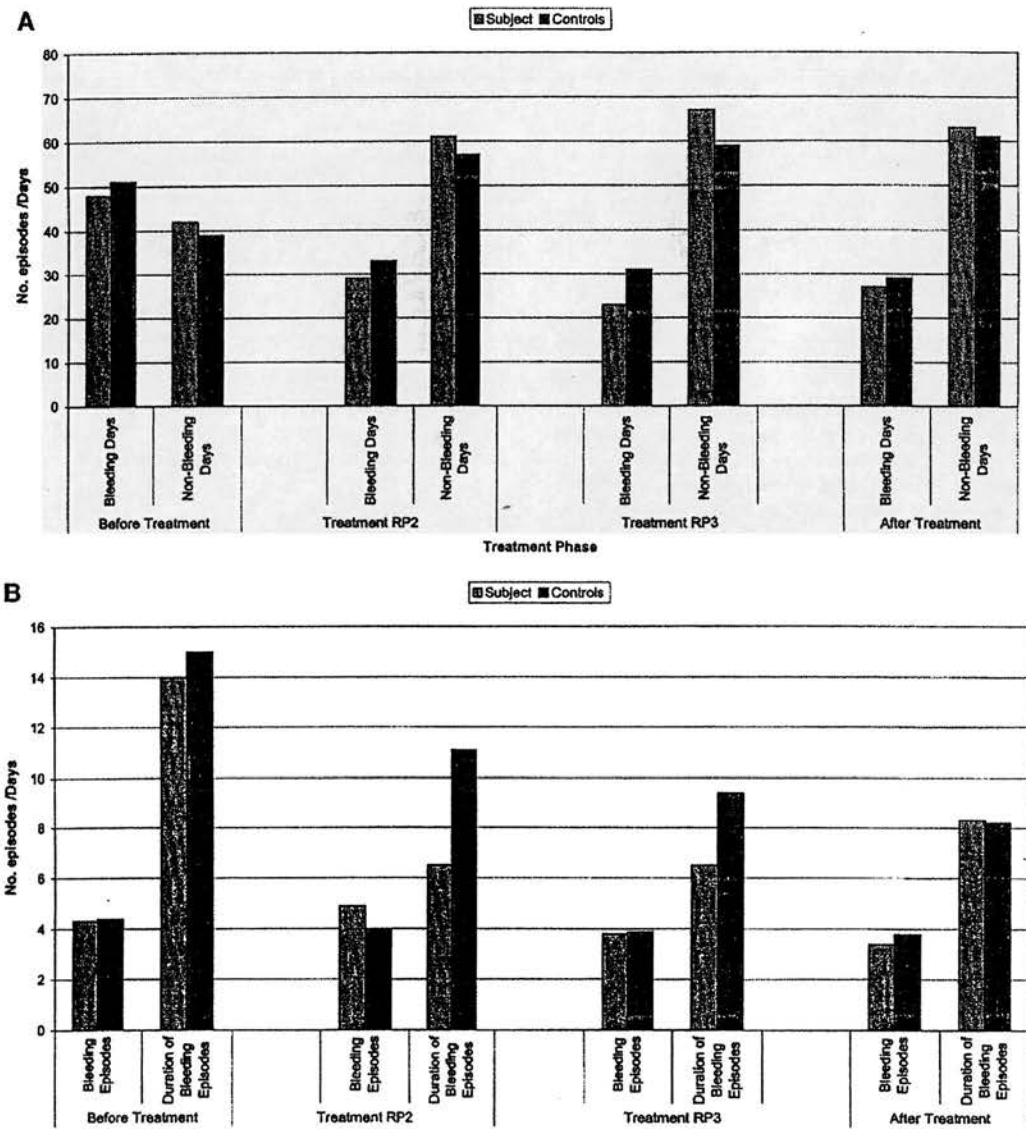 A
Subject Controls
80
70
60
50
40
30
20
10
0
No. episodes /Days
Bleeding Days
Non-Bleeding
Days
Bleeding Days
Non-Bleeding
Days
Bleeding Days
Non-Bleeding
Days
Bleeding Days
Non-Bleeding
Days
Before Treatment
Treatment RP2
Treatment RP3
After Treatment
Treatment Phase
B
Subject Controls
16
14
12
10
8
6
4
2
0
No. episodes /Days
Bleeding
Episodes
Duration of
Bleeding
Episodes
Bleeding
Episodes
Duration of
Bleeding
Episodes
Bleeding
Episodes
Duration of
Bleeding
Episodes
Bleeding
Episodes
Duration of
Bleeding
Episodes
Before Treatment
Treatment RP2
Treatment RP3
After Treatment